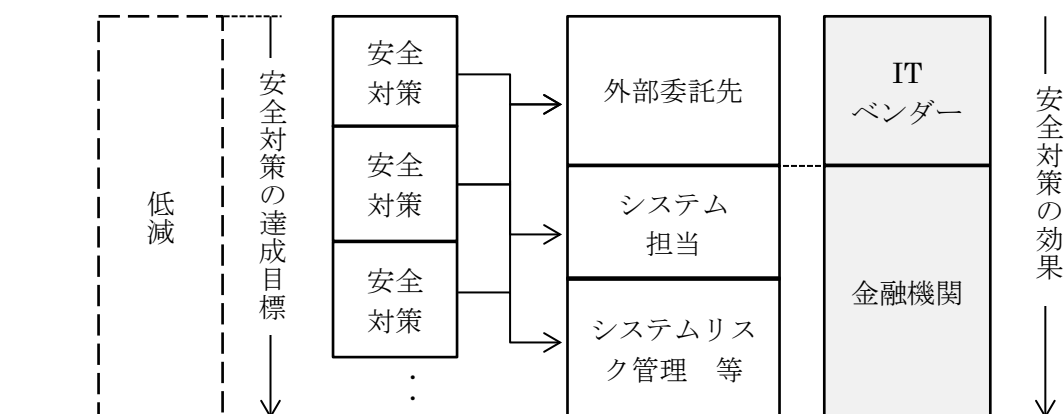 低減
安全対策の達成目標
安全
対策
安全
対策
安全
対策
：
外部委託先
システム
担当
システムリス
ク管理　等
IT
ベンダー
金融機関
安全対策の効果